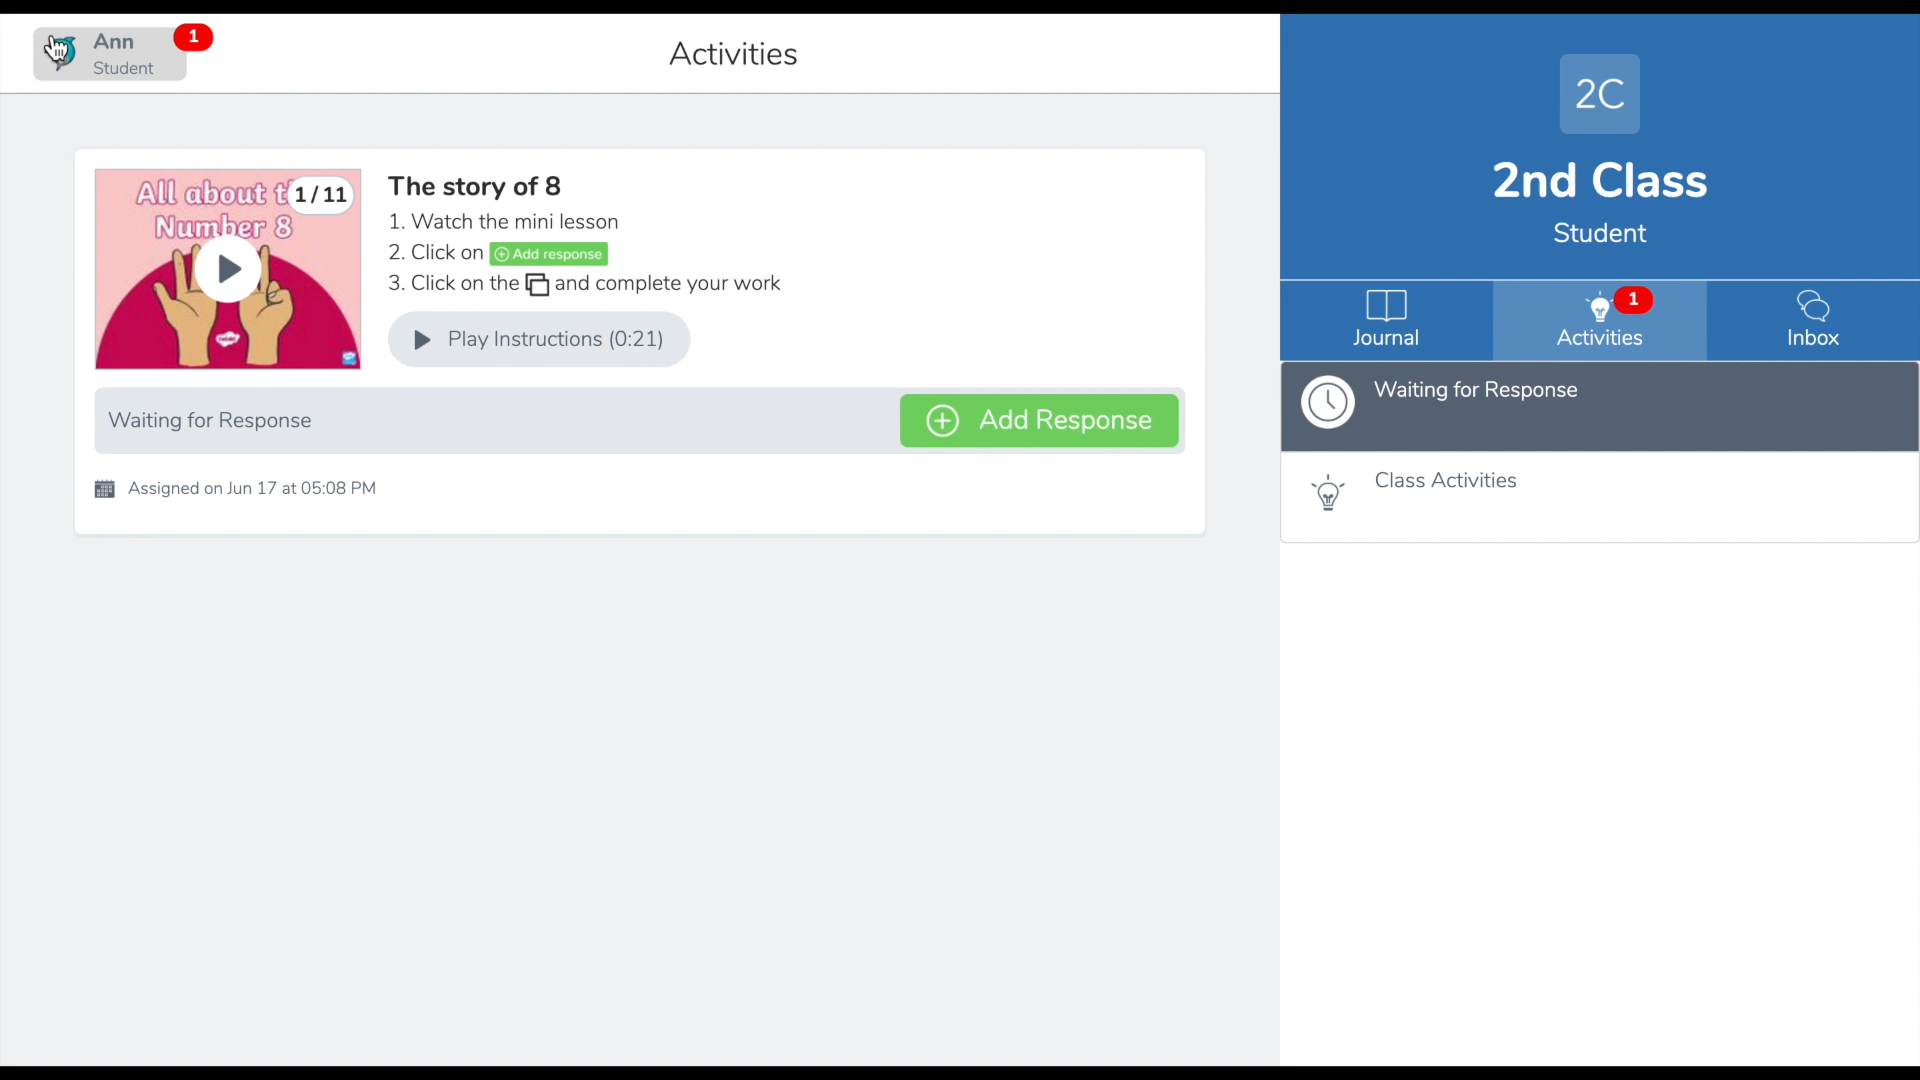 Ann
Student
1
Activities
All about t
Number 8
1 / 11
The story of 8
1. Watch the mini lesson
2. Click on Add response
3. Click on the and complete your work
Play Instructions (0:21)
Waiting for Response
Add Response
Assigned on Jun 17 at 05:08 PM
2C
2nd Class
Student
Journal
Activities
1
Inbox
Waiting for Response
Class Activities